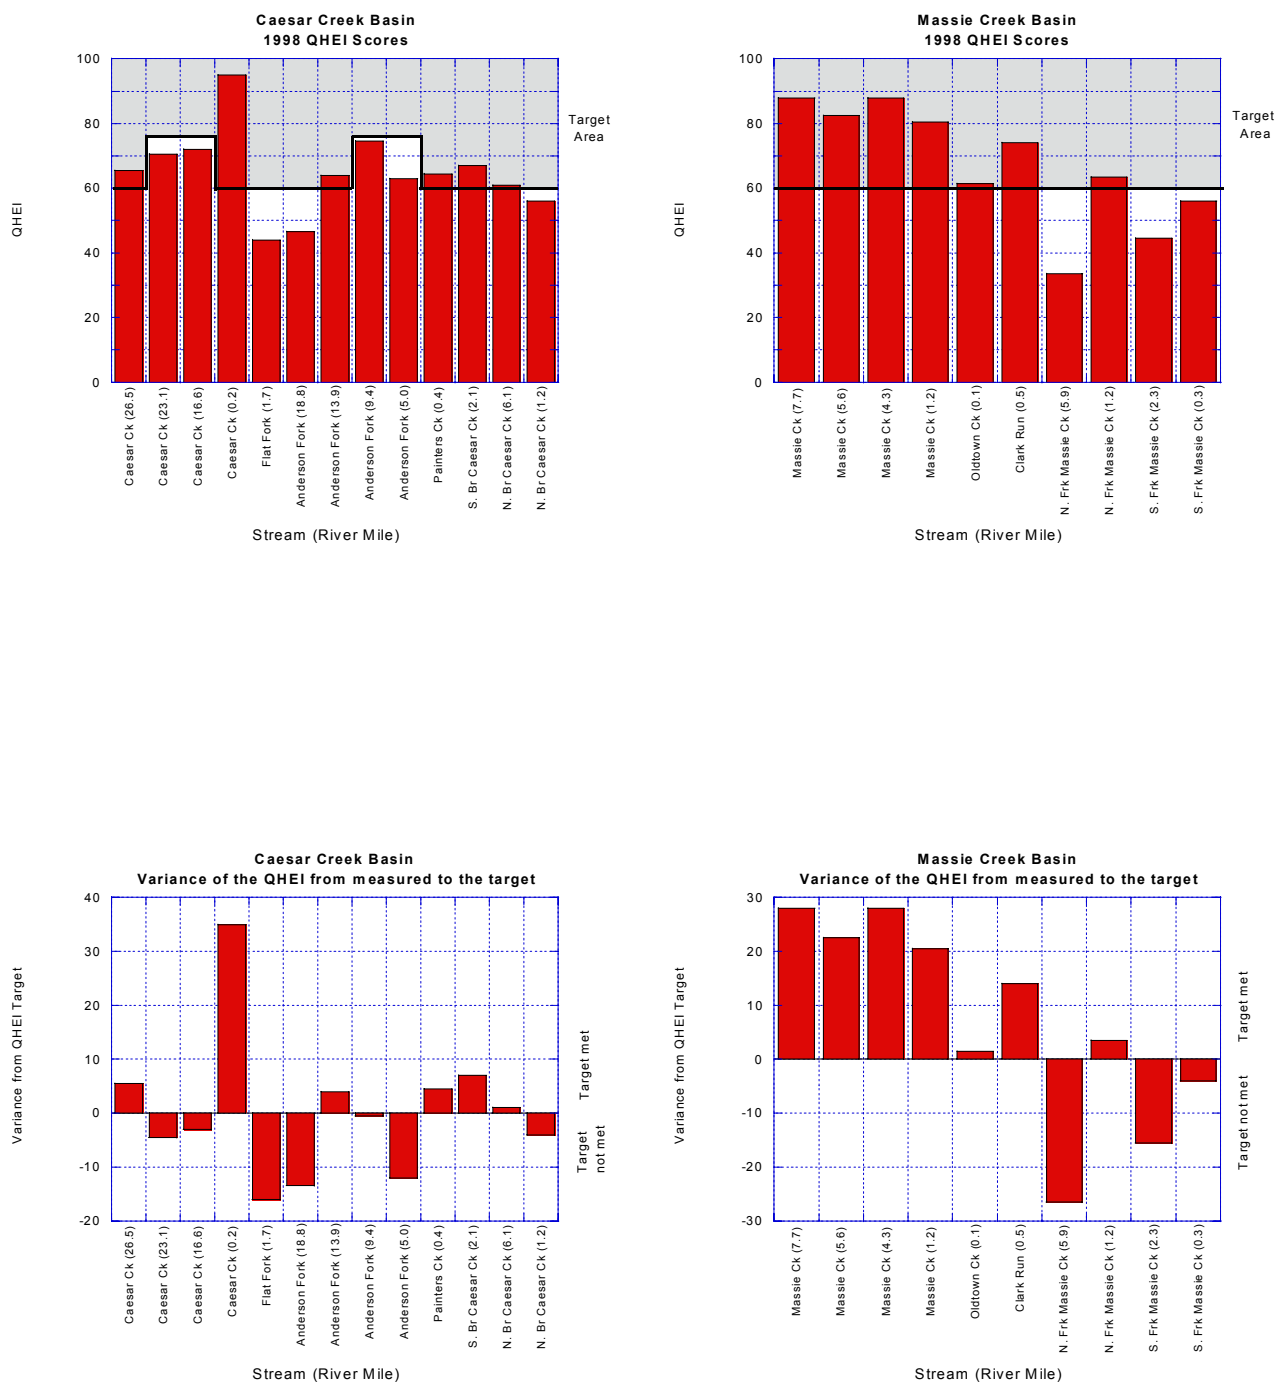 Caesar Creek Basin
1998 QHEI Scores
100
80
60
40
20
0
QHEI
Target
Area
Caesar Ck (26.5)
Caesar Ck (23.1)
Caesar Ck (16.6)
Caesar Ck (0.2)
Flat Fork (1.7)
Anderson Fork (18.8)
Anderson Fork (13.9)
Anderson Fork (9.4)
Anderson Fork (5.0)
Painters Ck (0.4)
S. Br Caesar Ck (2.1)
N. Br Caesar Ck (6.1)
N. Br Caesar Ck (1.2)
Stream (River Mile)
Massie Creek Basin
1998 QHEI Scores
100
80
60
40
20
0
QHEI
Target
Area
Massie Ck (7.7)
Massie Ck (5.6)
Massie Ck (4.3)
Massie Ck (1.2)
Oldtown Ck (0.1)
Clark Run (0.5)
N. Frk Massie Ck (5.9)
N. Frk Massie Ck (1.2)
S. Frk Massie Ck (2.3)
S. Frk Massie Ck (0.3)
Stream (River Mile)
Caesar Creek Basin
Variance of the QHEI from measured to the target
40
30
20
10
0
-10
-20
Variance from QHEI Target
Target met
Target
not met
Caesar Ck (26.5)
Caesar Ck (23.1)
Caesar Ck (16.6)
Caesar Ck (0.2)
Flat Fork (1.7)
Anderson Fork (18.8)
Anderson Fork (13.9)
Anderson Fork (9.4)
Anderson Fork (5.0)
Painters Ck (0.4)
S. Br Caesar Ck (2.1)
N. Br Caesar Ck (6.1)
N. Br Caesar Ck (1.2)
Stream (River Mile)
Massie Creek Basin
Variance of the QHEI from measured to the target
30
20
10
0
-10
-20
-30
Variance from QHEI Target
Target met
Target not met
Massie Ck (7.7)
Massie Ck (5.6)
Massie Ck (4.3)
Massie Ck (1.2)
Oldtown Ck (0.1)
Clark Run (0.5)
N. Frk Massie Ck (5.9)
N. Frk Massie Ck (1.2)
S. Frk Massie Ck (2.3)
S. Frk Massie Ck (0.3)
Stream (River Mile)